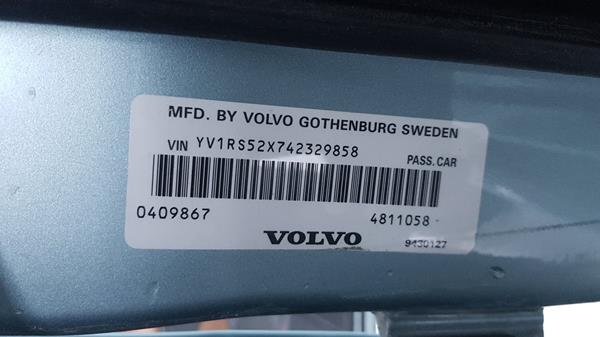 MFD. BY VOLVO GOTHENBURG SWEDEN
VIN YV1RS52X742329858 PASS. CAR
0409867 4811058
VOLVO 9430127